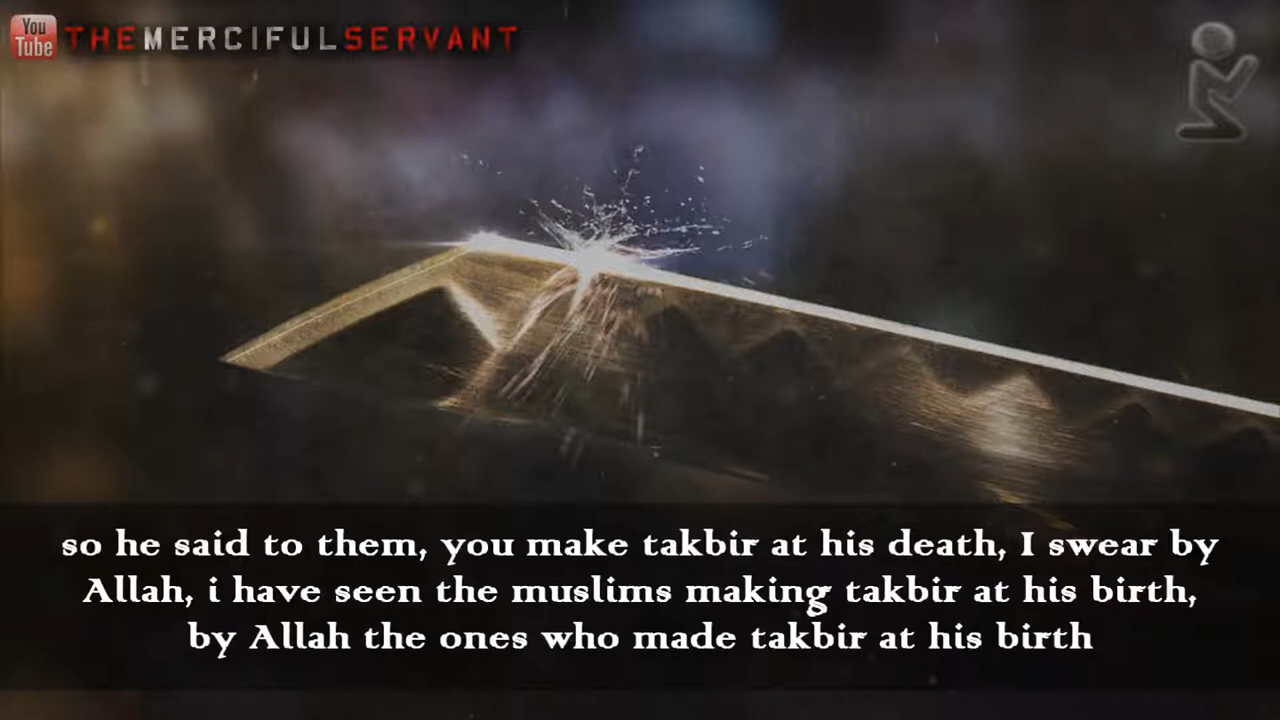 You Tube THEMERCIFULSERVANT
so he said to them, you make takbir at his death, I swear by
Allah, i have seen the muslims making takbir at his birth,
by Allah the ones who made takbir at his birth